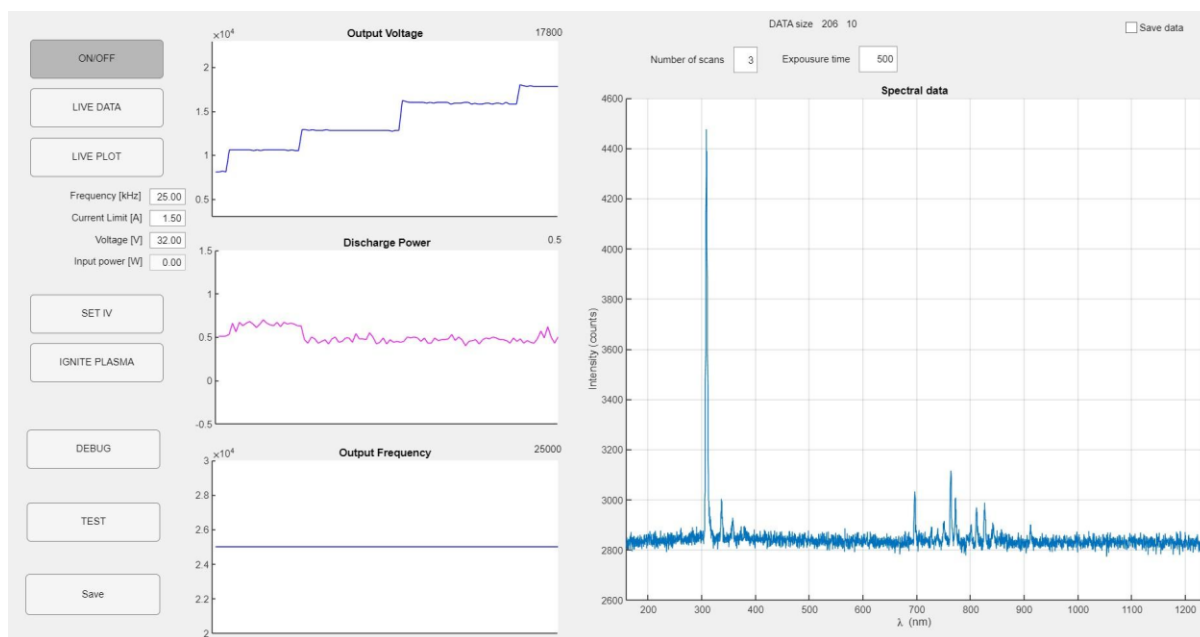 ON/OFF
LIVE DATA
LIVE PLOT
Frequency [kHz] 25.00
Current Limit [A] 1.50
Voltage [V] 32.00
Input power [W] 0.00
SET IV
IGNITE PLASMA
DEBUG
TEST
Save
×10⁴ Output Voltage 17800
2
1.5
1
0.5
Discharge Power 0.5
1.5
1
0.5
0
-0.5
×10⁴ Output Frequency 25000
3
2.8
2.6
2.4
2.2
2
DATA size 206 10
Save data
Number of scans 3 Expousure time 500
Spectral data
4600
4400
4200
4000
3800
3600
3400
3200
3000
2800
2600
Intensity (counts)
200 300 400 500 600 700 800 900 1000 1100 1200
λ (nm)